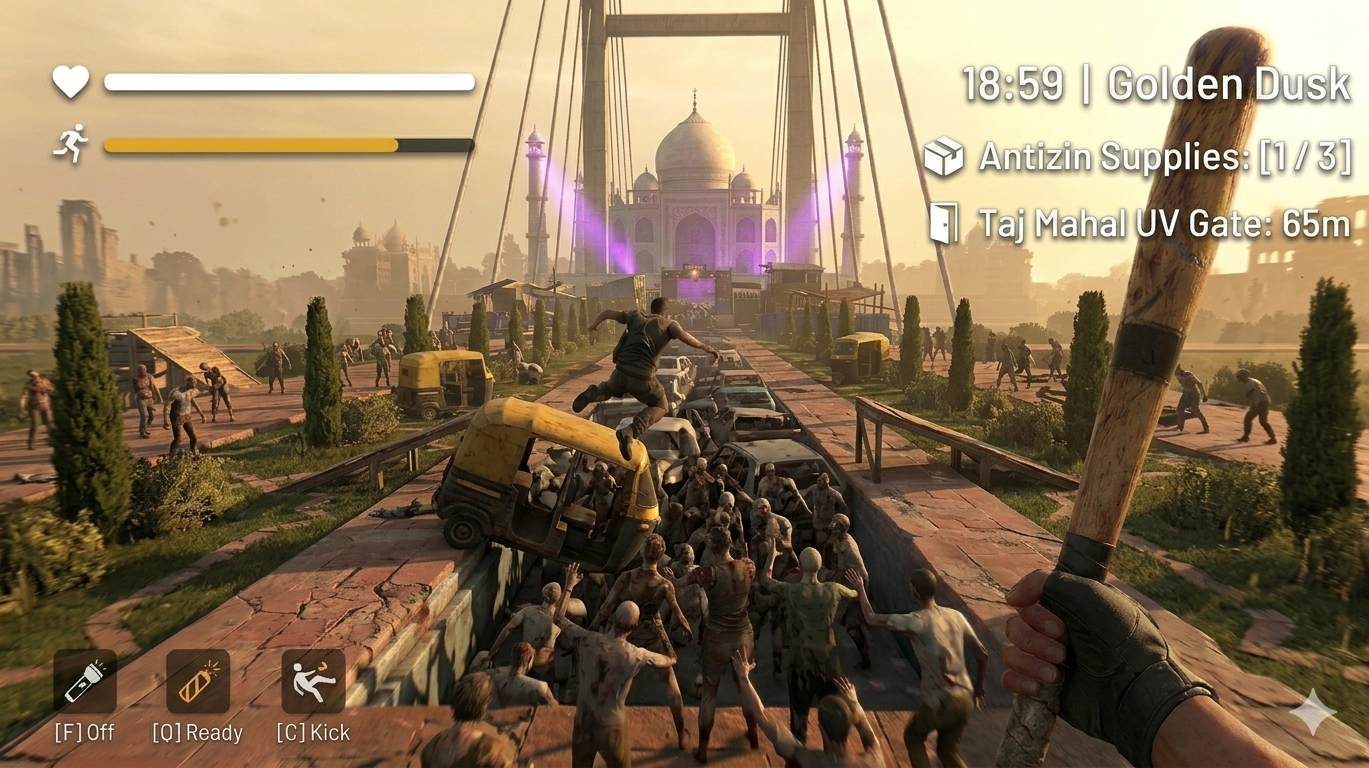 18:59 | Golden Dusk
Antizin Supplies: [1 / 3]
Taj Mahal UV Gate: 65m
[F] Off
[Q] Ready
[C] Kick